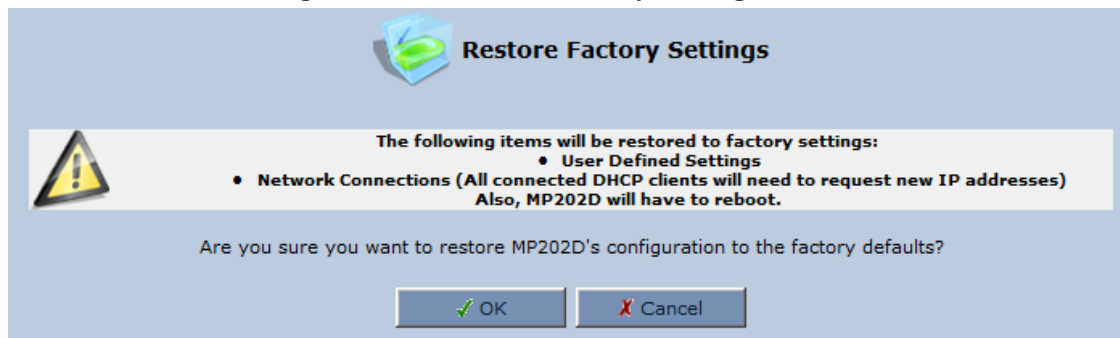 Restore Factory Settings
The following items will be restored to factory settings:
• User Defined Settings
• Network Connections (All connected DHCP clients will need to request new IP addresses)
Also, MP202D will have to reboot.
Are you sure you want to restore MP202D's configuration to the factory defaults?
OK
Cancel